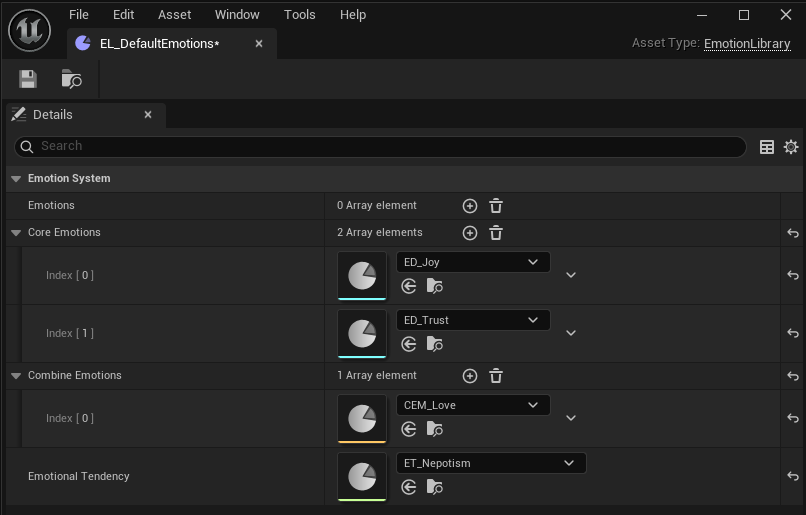 File Edit Asset Window Tools Help
EL_DefaultEmotions*
Asset Type: EmotionLibrary
Details
Search
Emotion System
Emotions 0 Array element
Core Emotions 2 Array elements
Index [ 0 ] ED_Joy
Index [ 1 ] ED_Trust
Combine Emotions 1 Array element
Index [ 0 ] CEM_Love
Emotional Tendency ET_Nepotism